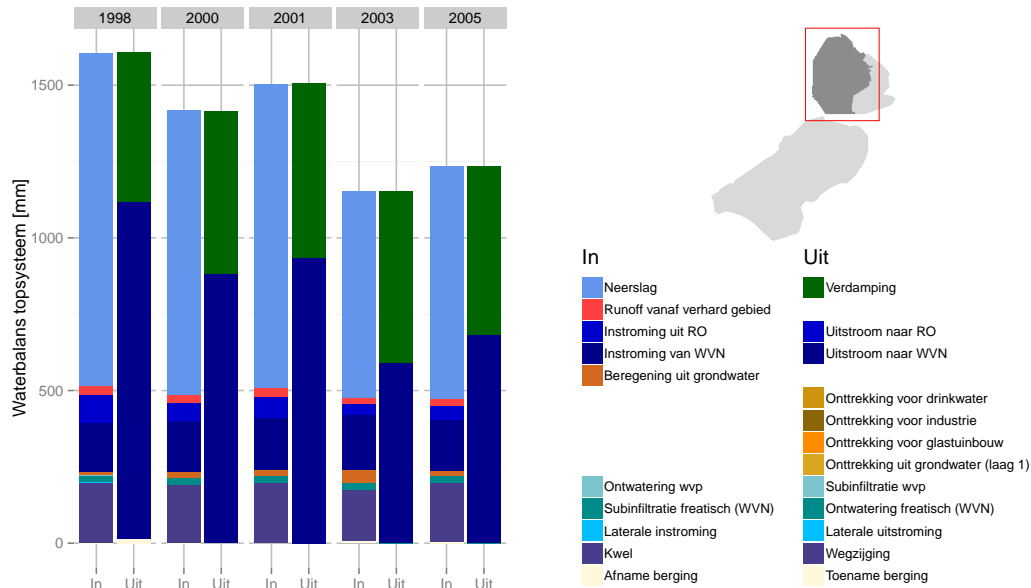 1998 2000 2001 2003 2005
Waterbalans topsysteem [mm]
1500
1000
500
0
In Uit In Uit In Uit In Uit In Uit
In
Neerslag
Runoff vanaf verhard gebied
Instroming uit RO
Instroming van WVN
Beregening uit grondwater
Ontwatering wvp
Subinfiltratie freatisch (WVN)
Laterale instroming
Kwel
Afname berging
Uit
Verdamping
Uitstroom naar RO
Uitstroom naar WVN
Onttrekking voor drinkwater
Onttrekking voor industrie
Onttrekking voor glastuinbouw
Onttrekking uit grondwater (laag 1)
Subinfiltratie wvp
Ontwatering freatisch (WVN)
Laterale uitstroming
Wegzijging
Toename berging